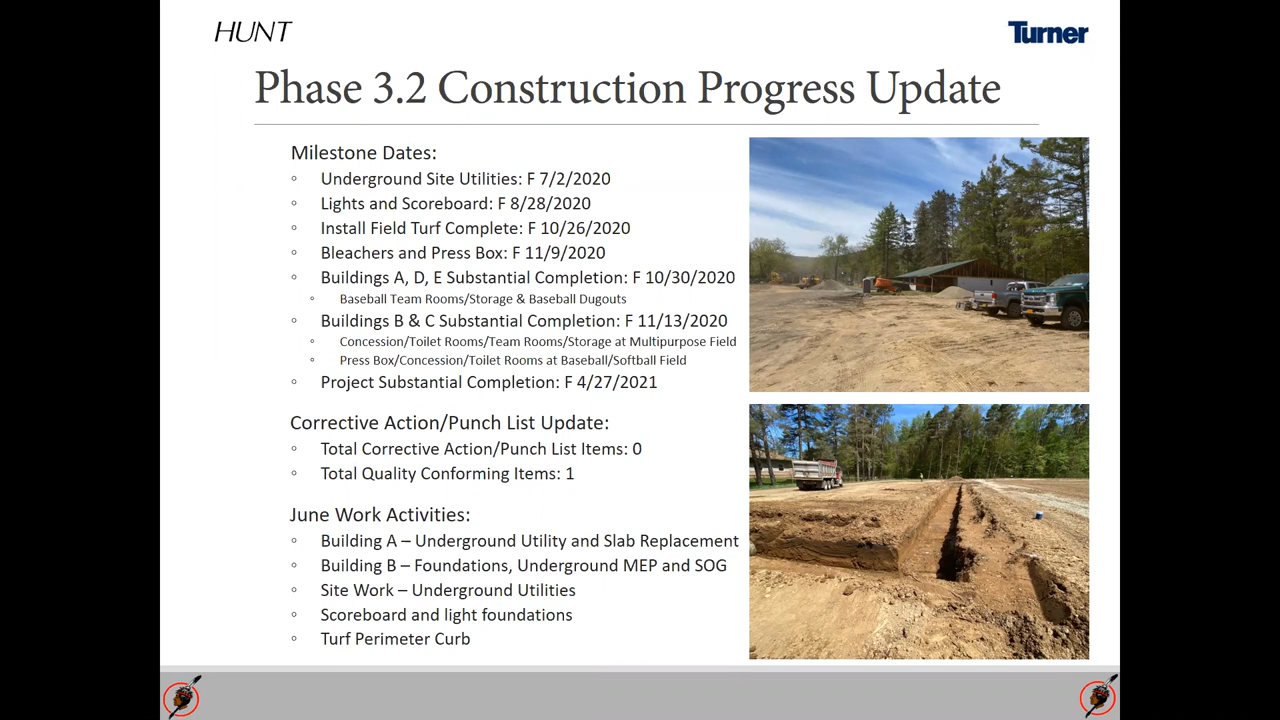 HUNT
Turner
Phase 3.2 Construction Progress Update
Milestone Dates:
◦ Underground Site Utilities: F 7/2/2020
◦ Lights and Scoreboard: F 8/28/2020
◦ Install Field Turf Complete: F 10/26/2020
◦ Bleachers and Press Box: F 11/9/2020
◦ Buildings A, D, E Substantial Completion: F 10/30/2020
◦ Baseball Team Rooms/Storage & Baseball Dugouts
◦ Buildings B & C Substantial Completion: F 11/13/2020
◦ Concession/Toilet Rooms/Team Rooms/Storage at Multipurpose Field
◦ Press Box/Concession/Toilet Rooms at Baseball/Softball Field
◦ Project Substantial Completion: F 4/27/2021
Corrective Action/Punch List Update:
◦ Total Corrective Action/Punch List Items: 0
◦ Total Quality Conforming Items: 1
June Work Activities:
◦ Building A – Underground Utility and Slab Replacement
◦ Building B – Foundations, Underground MEP and SOG
◦ Site Work – Underground Utilities
◦ Scoreboard and light foundations
◦ Turf Perimeter Curb